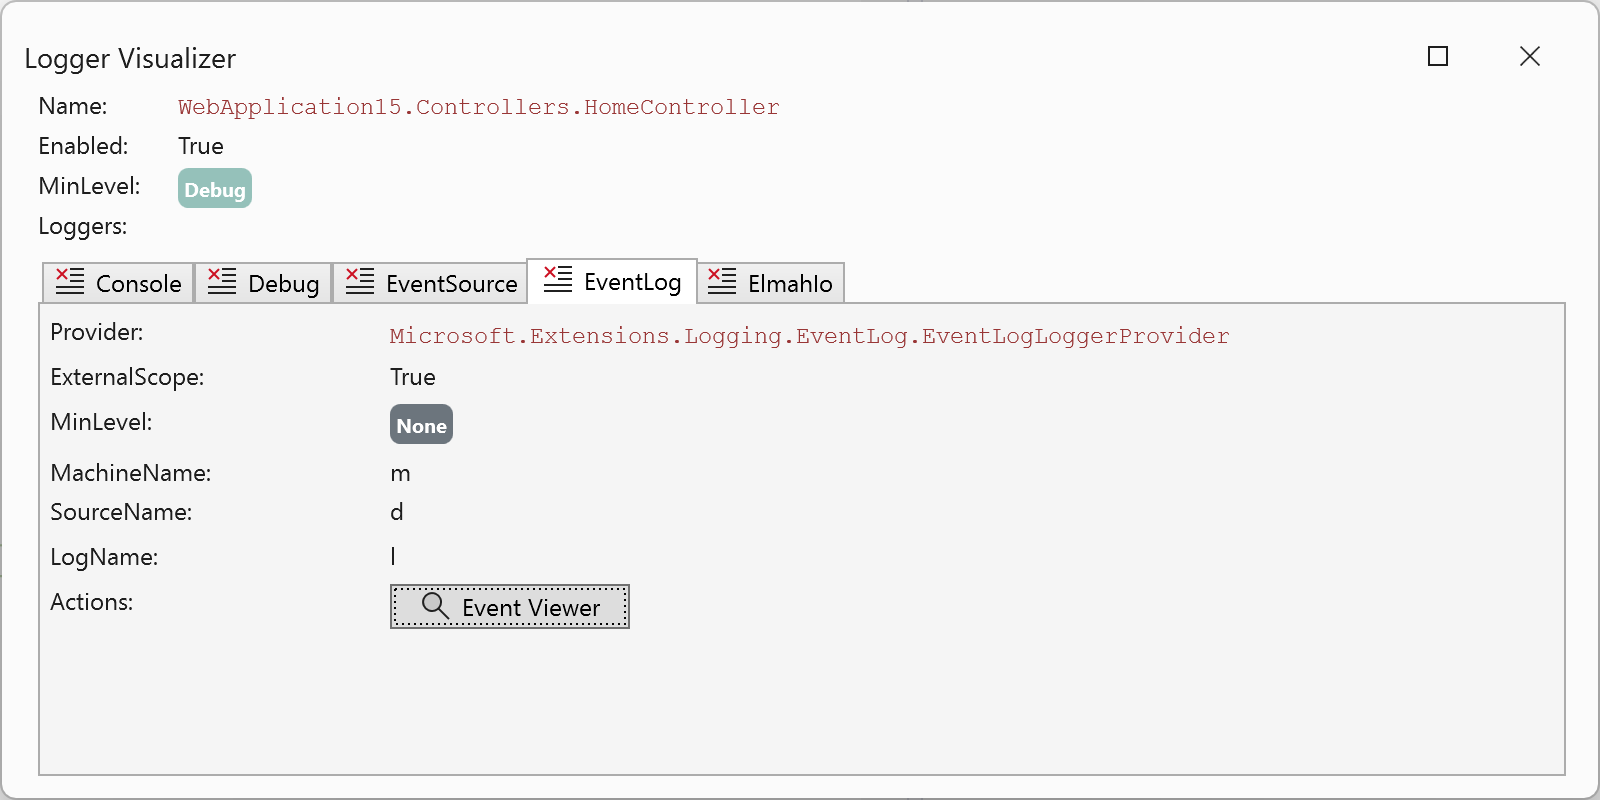 Logger Visualizer
Name: WebApplication15.Controllers.HomeController
Enabled: True
MinLevel: Debug
Loggers:
Console Debug EventSource EventLog ElmahIo
Provider: Microsoft.Extensions.Logging.EventLog.EventLogLoggerProvider
ExternalScope: True
MinLevel: None
MachineName: m
SourceName: d
LogName: l
Actions: Event Viewer